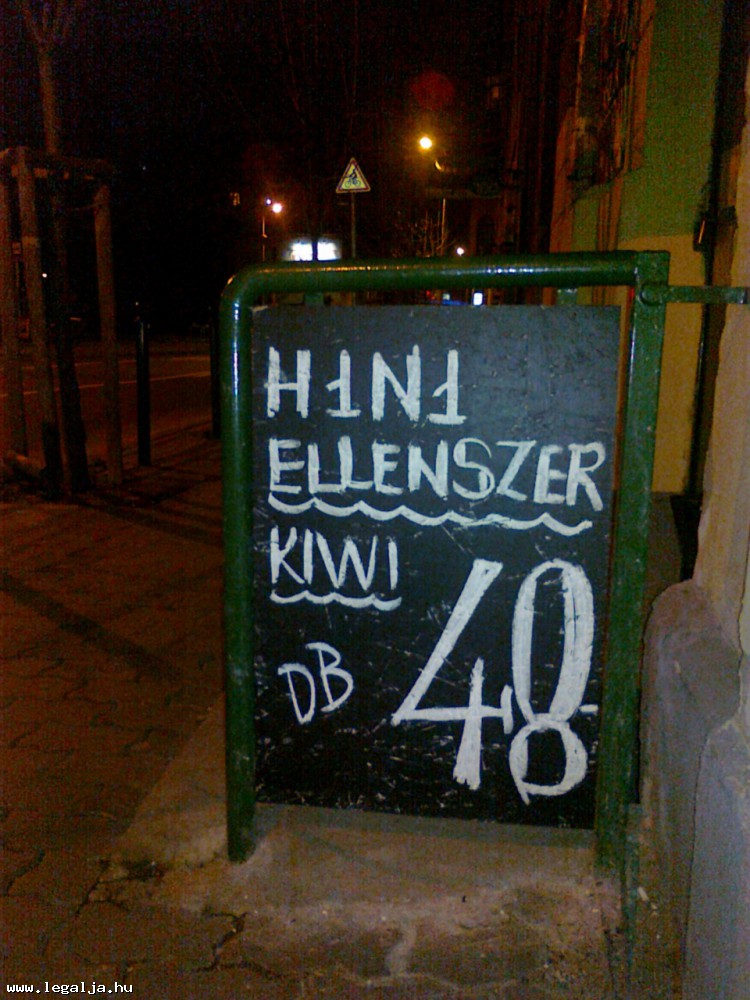 H1N1
ELLENSZER
KIWI
DB 48-
www.legalja.hu